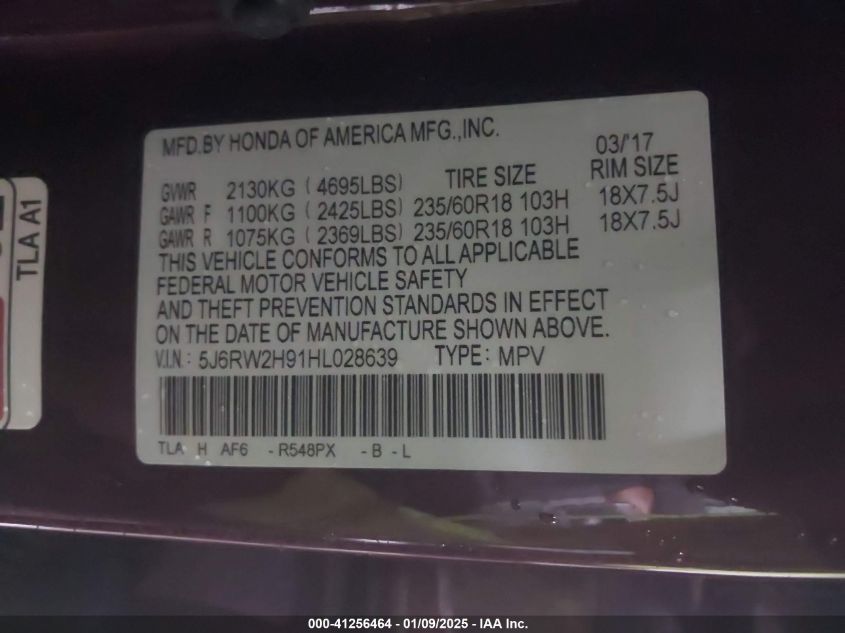 MFD.BY HONDA OF AMERICA MFG.,INC.
03/'17
TIRE SIZE RIM SIZE
GVWR 2130KG ( 4695LBS)
GAWR F 1100KG ( 2425LBS) 235/60R18 103H 18X7.5J
GAWR R 1075KG ( 2369LBS) 235/60R18 103H 18X7.5J
THIS VEHICLE CONFORMS TO ALL APPLICABLE
FEDERAL MOTOR VEHICLE SAFETY
AND THEFT PREVENTION STANDARDS IN EFFECT
ON THE DATE OF MANUFACTURE SHOWN ABOVE.
V.I.N.: 5J6RW2H91HL028639 TYPE: MPV
TLA H AF6 -R548PX -B -L
TLA A1
000-41256464 | 01/09/2025 - IAA Inc.